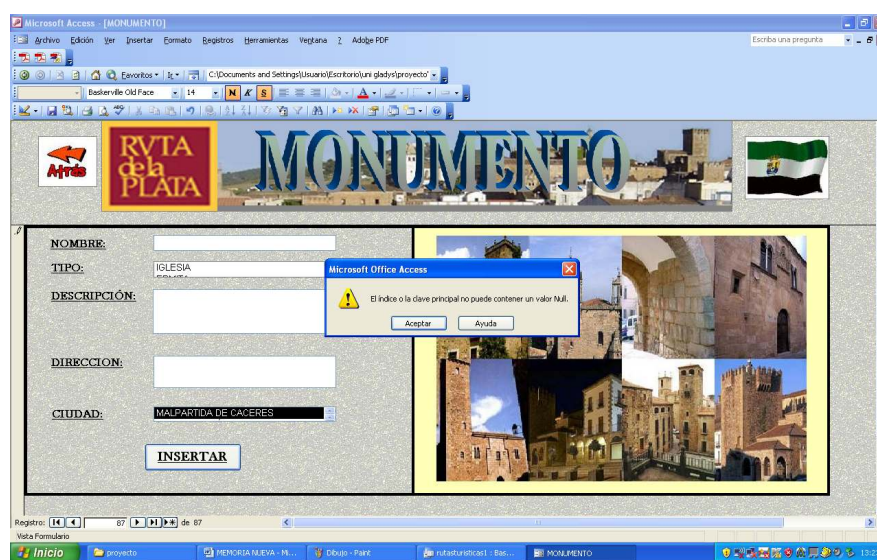 Microsoft Access - [MONUMENTO]
Archivo Edición Ver Insertar Formato Registros Herramientas Ventana ? Adobe PDF
Escriba una pregunta
Favoritos Ir C:\Documents and Settings\Usuario\Escritorio\uni gladys\proyecto'
Baskerville Old Face 14 N K S
Atrás
RVTA
de la
PLATA
MONUMENTO
NOMBRE:
TIPO: IGLESIA
ERMITA
DESCRIPCIÓN:
DIRECCION:
CIUDAD: MALPARTIDA DE CACERES
INSERTAR
Microsoft Office Access
El índice o la clave principal no puede contener un valor Null.
Aceptar Ayuda
Registro: 87 de 87
Vista Formulario
Inicio proyecto MEMORIA NUEVA - Mi... Dibujo - Paint rutasturisticas1 : Bas... MONUMENTO